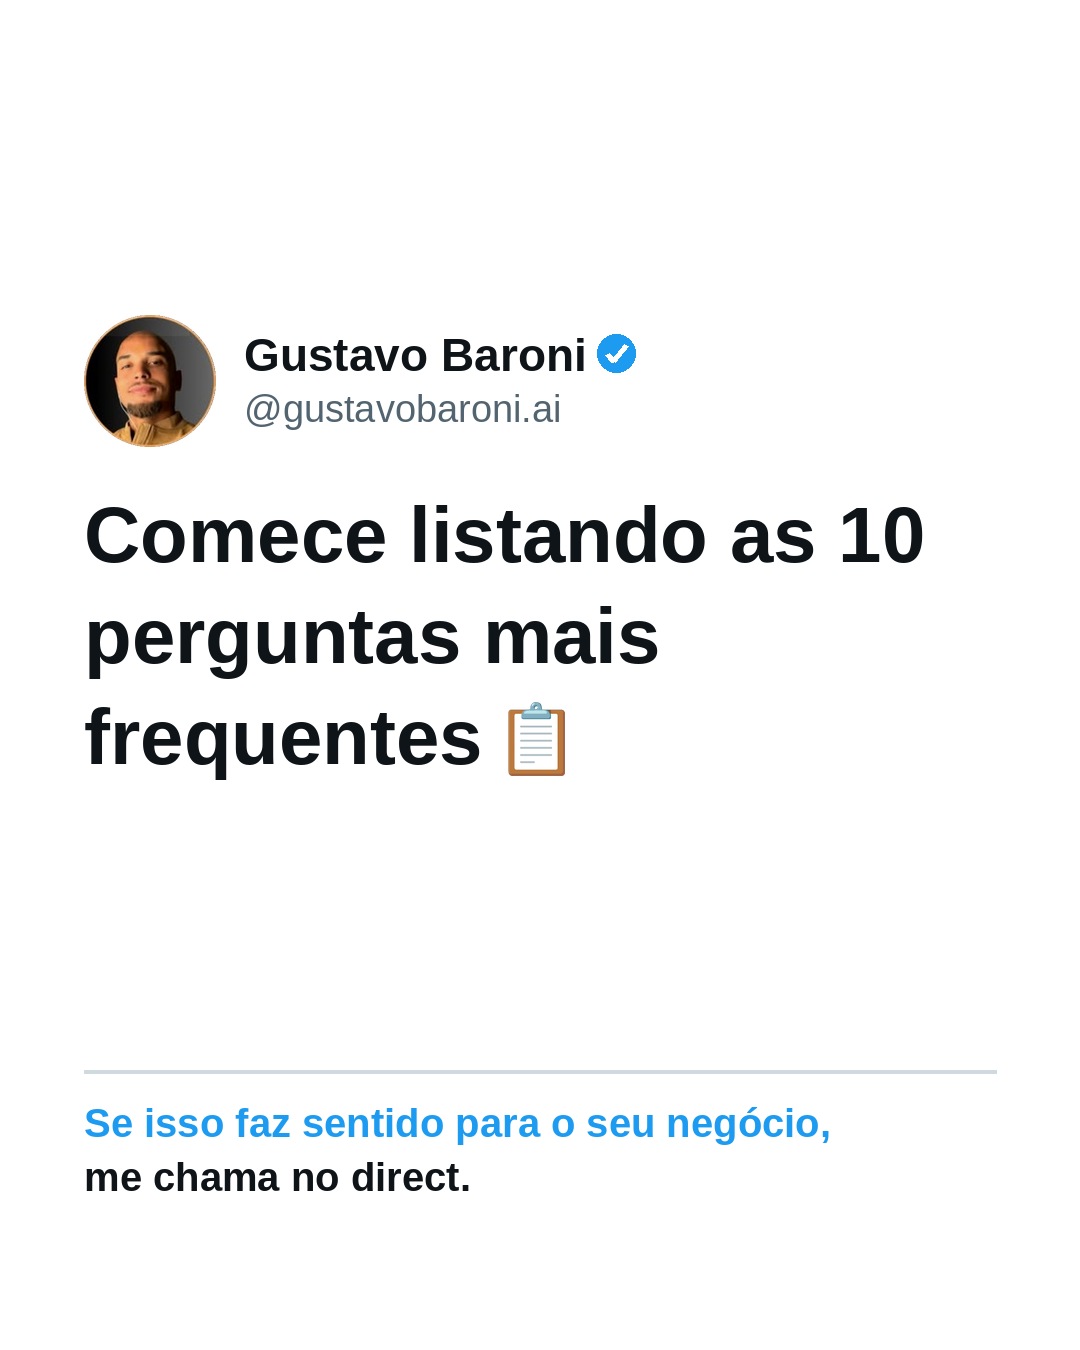 Gustavo Baroni
@gustavobaroni.ai
Comece listando as 10
perguntas mais
frequentes 📋
Se isso faz sentido para o seu negócio,
me chama no direct.